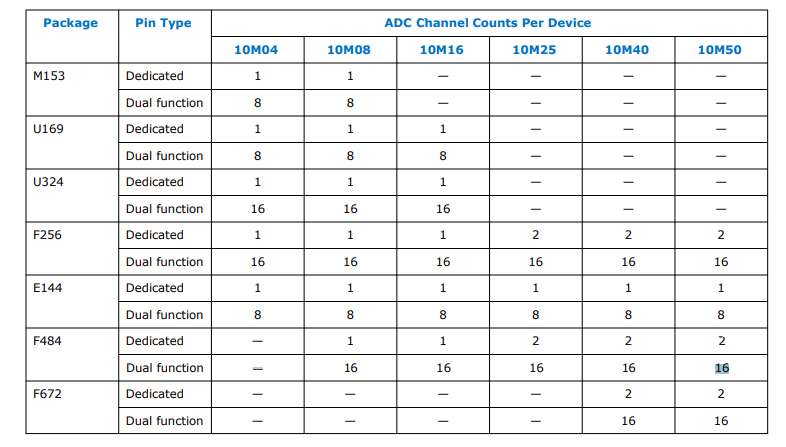 Package Pin Type ADC Channel Counts Per Device
10M04 10M08 10M16 10M25 10M40 10M50
M153 Dedicated 1 1 — — — —
Dual function 8 8 — — — —
U169 Dedicated 1 1 1 — — —
Dual function 8 8 8 — — —
U324 Dedicated 1 1 1 — — —
Dual function 16 16 16 — — —
F256 Dedicated 1 1 1 2 2 2
Dual function 16 16 16 16 16 16
E144 Dedicated 1 1 1 1 1 1
Dual function 8 8 8 8 8 8
F484 Dedicated — 1 1 2 2 2
Dual function — 16 16 16 16 16
F672 Dedicated — — — — 2 2
Dual function — — — — 16 16